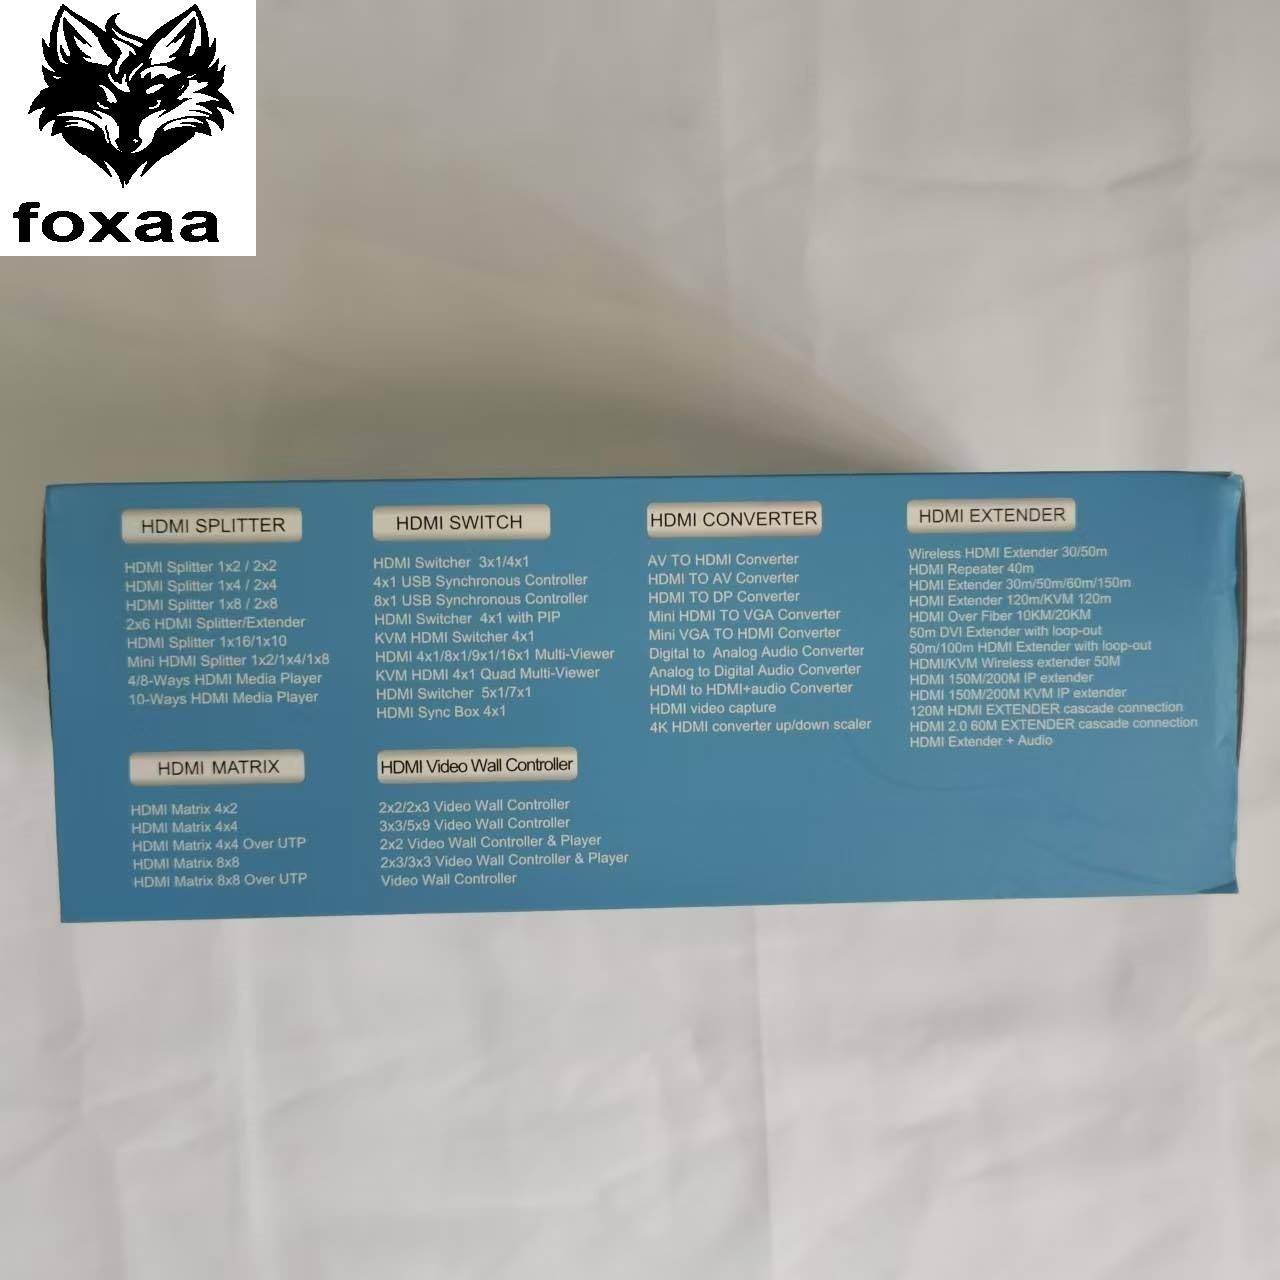 foxaa
HDMI SPLITTER
HDMI Splitter 1x2 / 2x2
HDMI Splitter 1x4 / 2x4
HDMI Splitter 1x8 / 2x8
2x6 HDMI Splitter/Extender
HDMI Splitter 1x16/1x10
Mini HDMI Splitter 1x2/1x4/1x8
4/8-Ways HDMI Media Player
10-Ways HDMI Media Player
HDMI SWITCH
HDMI Switcher 3x1/4x1
4x1 USB Synchronous Controller
8x1 USB Synchronous Controller
HDMI Switcher 4x1 with PIP
KVM HDMI Switcher 4x1
HDMI 4x1/8x1/9x1/16x1 Multi-Viewer
KVM HDMI 4x1 Quad Multi-Viewer
HDMI Switcher 5x1/7x1
HDMI Sync Box 4x1
HDMI CONVERTER
AV TO HDMI Converter
HDMI TO AV Converter
HDMI TO DP Converter
Mini HDMI TO VGA Converter
Mini VGA TO HDMI Converter
Digital to Analog Audio Converter
Analog to Digital Audio Converter
HDMI to HDMI+audio Converter
HDMI video capture
4K HDMI converter up/down scaler
HDMI EXTENDER
Wireless HDMI Extender 30/50m
HDMI Repeater 40m
HDMI Extender 30m/50m/60m/150m
HDMI Extender 120m/KVM 120m
HDMI Over Fiber 10KM/20KM
50m DVI Extender with loop-out
50m/100m HDMI Extender with loop-out
HDMI/KVM Wireless extender 50M
HDMI 150M/200M IP extender
HDMI 150M/200M KVM IP extender
120M HDMI EXTENDER cascade connection
HDMI 2.0 60M EXTENDER cascade connection
HDMI Extender + Audio
HDMI MATRIX
HDMI Matrix 4x2
HDMI Matrix 4x4
HDMI Matrix 4x4 Over UTP
HDMI Matrix 8x8
HDMI Matrix 8x8 Over UTP
HDMI Video Wall Controller
2x2/2x3 Video Wall Controller
3x3/5x9 Video Wall Controller
2x2 Video Wall Controller & Player
2x3/3x3 Video Wall Controller & Player
Video Wall Controller